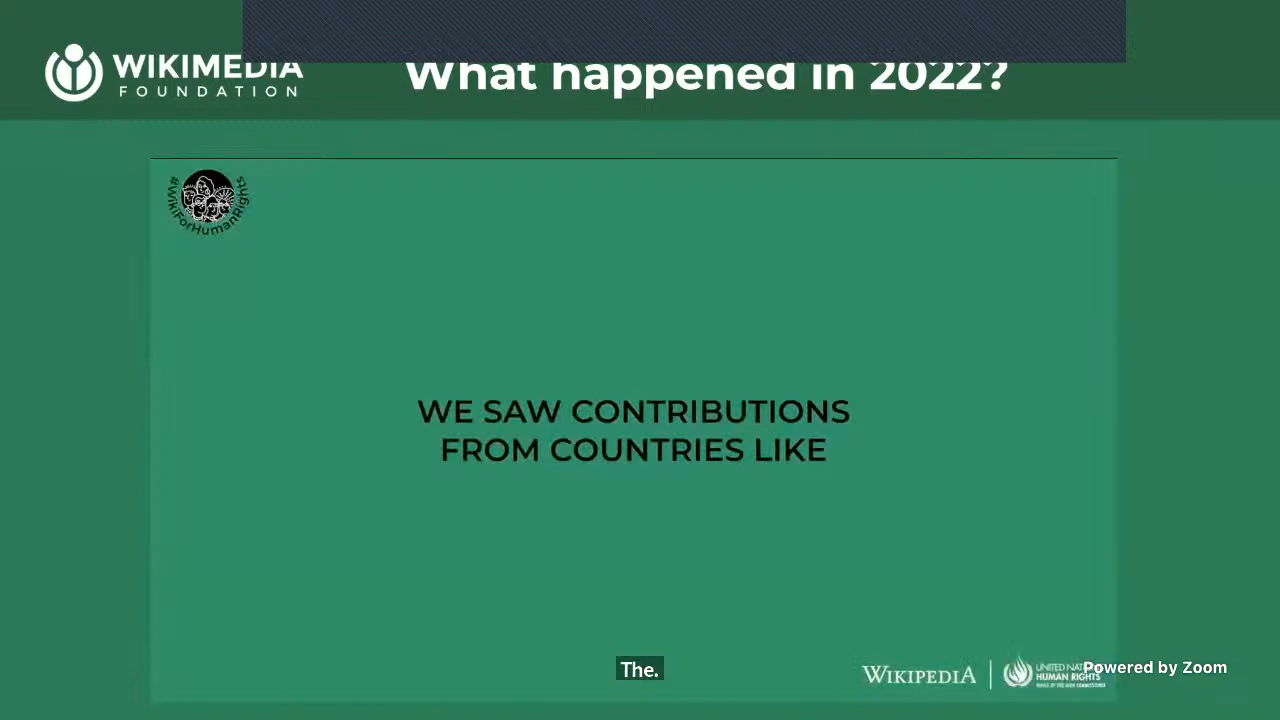 WIKIMEDIA
FOUNDATION
What happened in 2022?
#WikiForHumanRights
WE SAW CONTRIBUTIONS
FROM COUNTRIES LIKE
The.
WIKIPEDIA
UNITED
HUMAN RIGHTS
Powered by Zoom